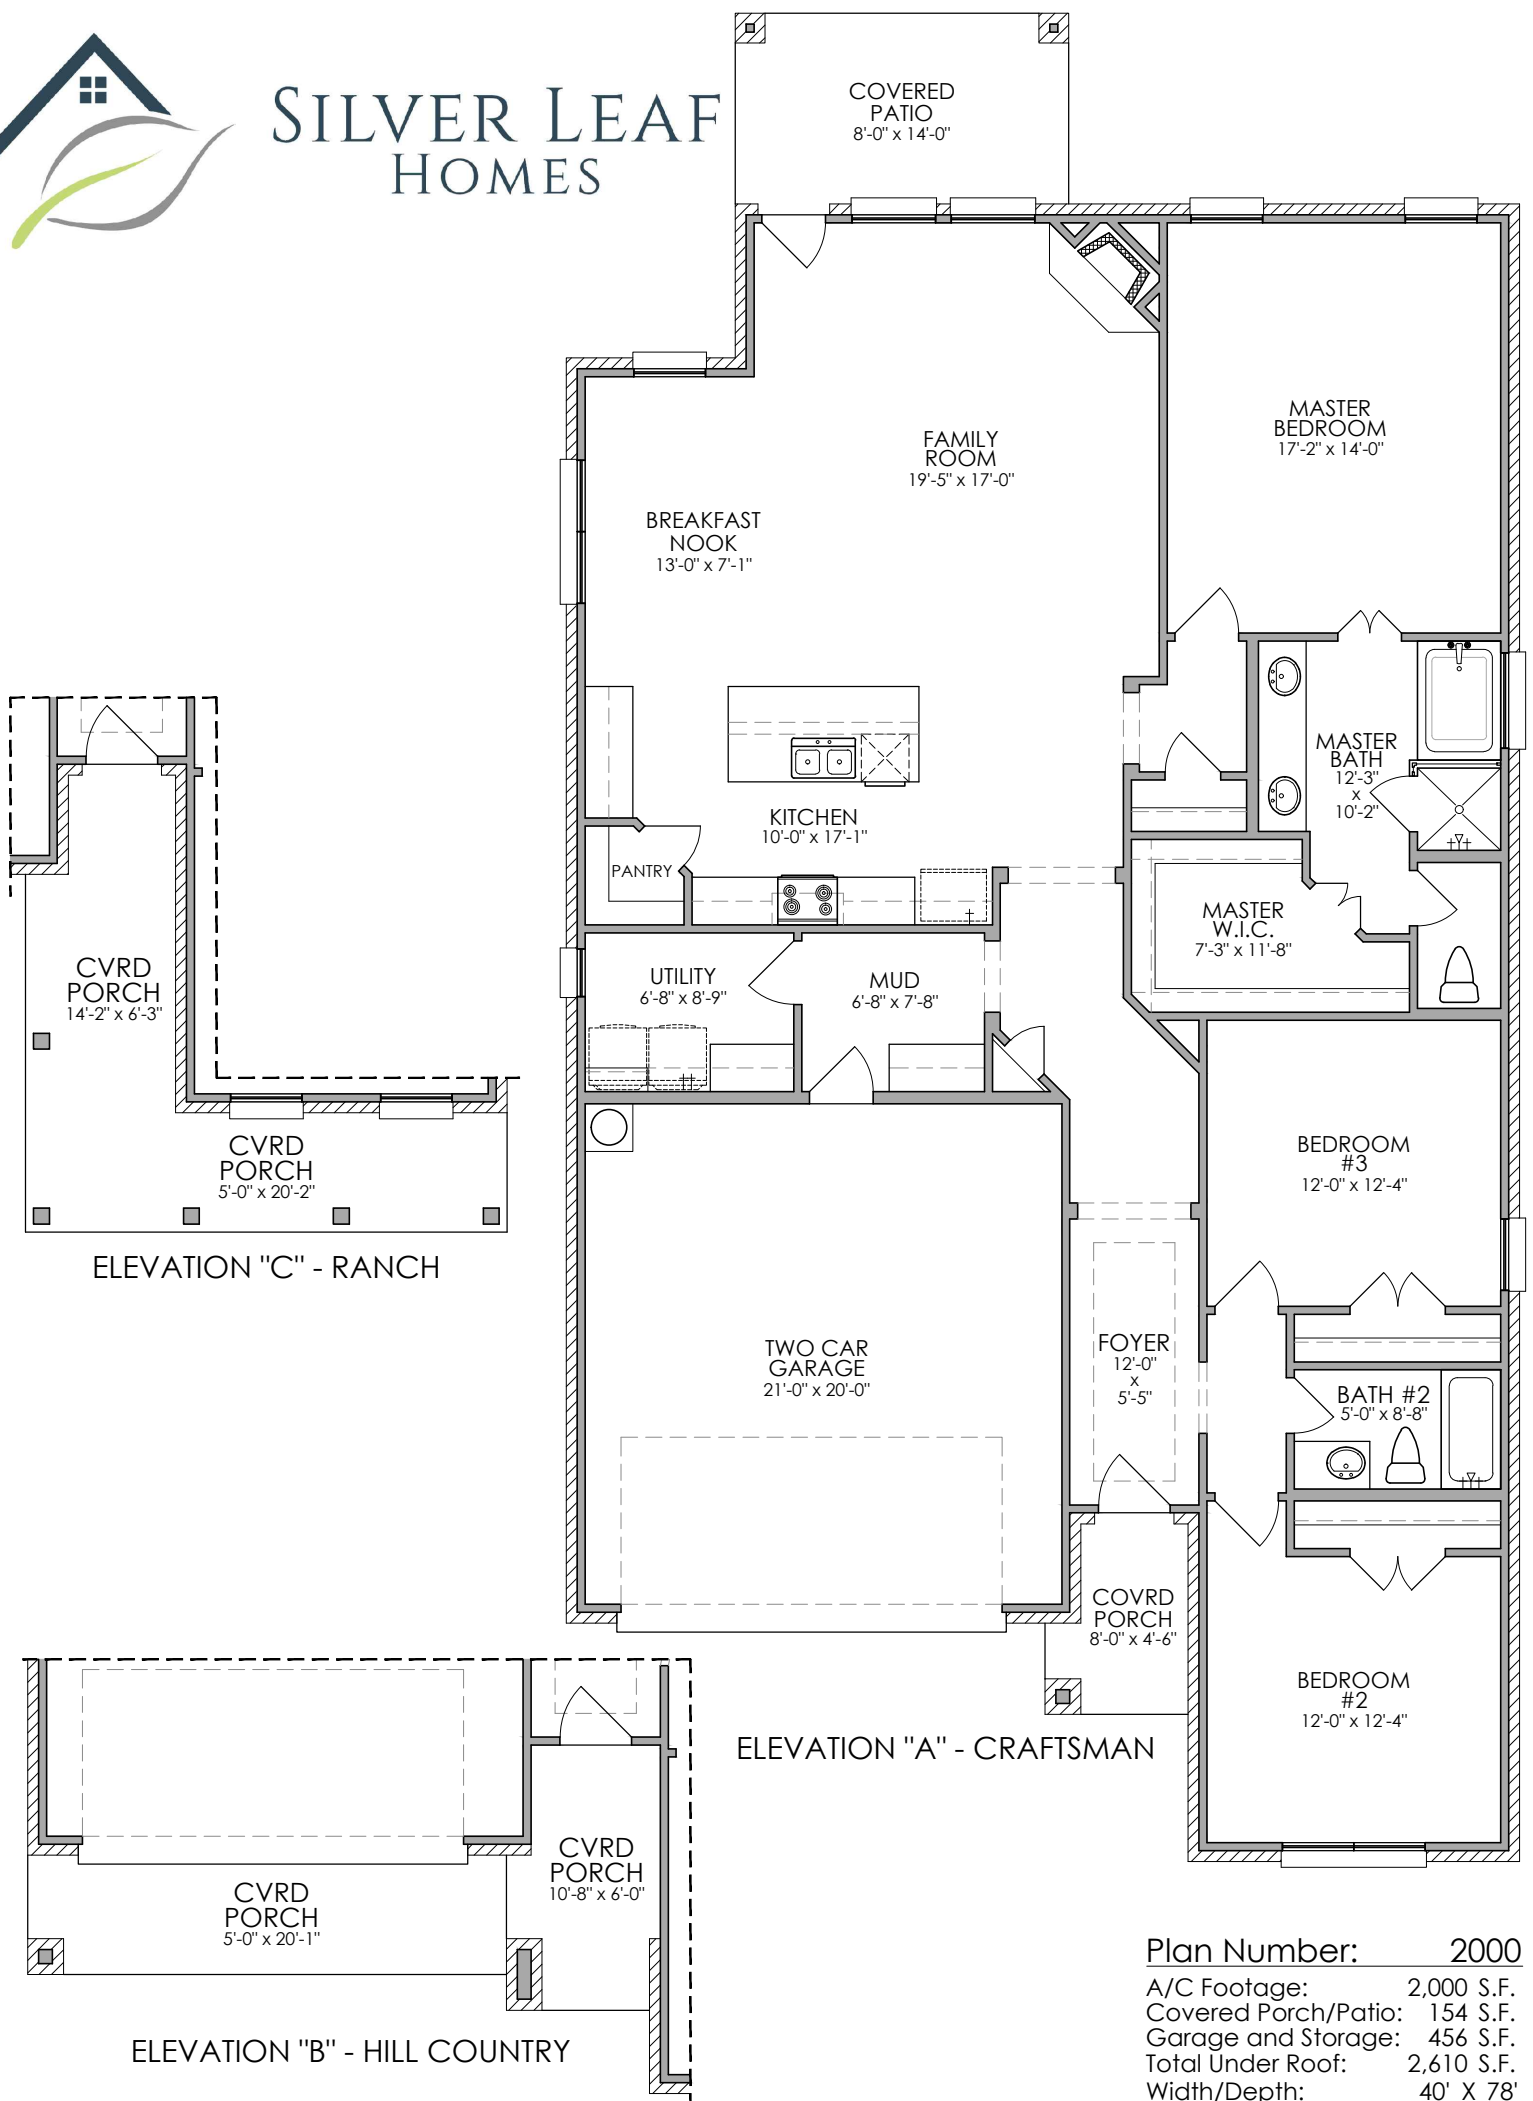 SILVER LEAF
HOMES
COVERED
PATIO
8'-0" x 14'-0"
MASTER
BEDROOM
17'-2" x 14'-0"
FAMILY
ROOM
19'-5" x 17'-0"
BREAKFAST
NOOK
13'-0" x 7'-1"
MASTER
BATH
12'-3"
x
10'-2"
KITCHEN
10'-0" x 17'-1"
PANTRY
MASTER
W.I.C.
7'-3" x 11'-8"
UTILITY
6'-8" x 8'-9"
MUD
6'-8" x 7'-8"
CVRD
PORCH
14'-2" x 6'-3"
CVRD
PORCH
5'-0" x 20'-2"
ELEVATION "C" - RANCH
BEDROOM
#3
12'-0" x 12'-4"
TWO CAR
GARAGE
21'-0" x 20'-0"
FOYER
12'-0"
x
5'-5"
BATH #2
5'-0" x 8'-8"
COVRD
PORCH
8'-0" x 4'-6"
BEDROOM
#2
12'-0" x 12'-4"
ELEVATION "A" - CRAFTSMAN
CVRD
PORCH
10'-8" x 6'-0"
CVRD
PORCH
5'-0" x 20'-1"
ELEVATION "B" - HILL COUNTRY
Plan Number: 2000
A/C Footage: 2,000 S.F.
Covered Porch/Patio: 154 S.F.
Garage and Storage: 456 S.F.
Total Under Roof: 2,610 S.F.
Width/Depth: 40' X 78'